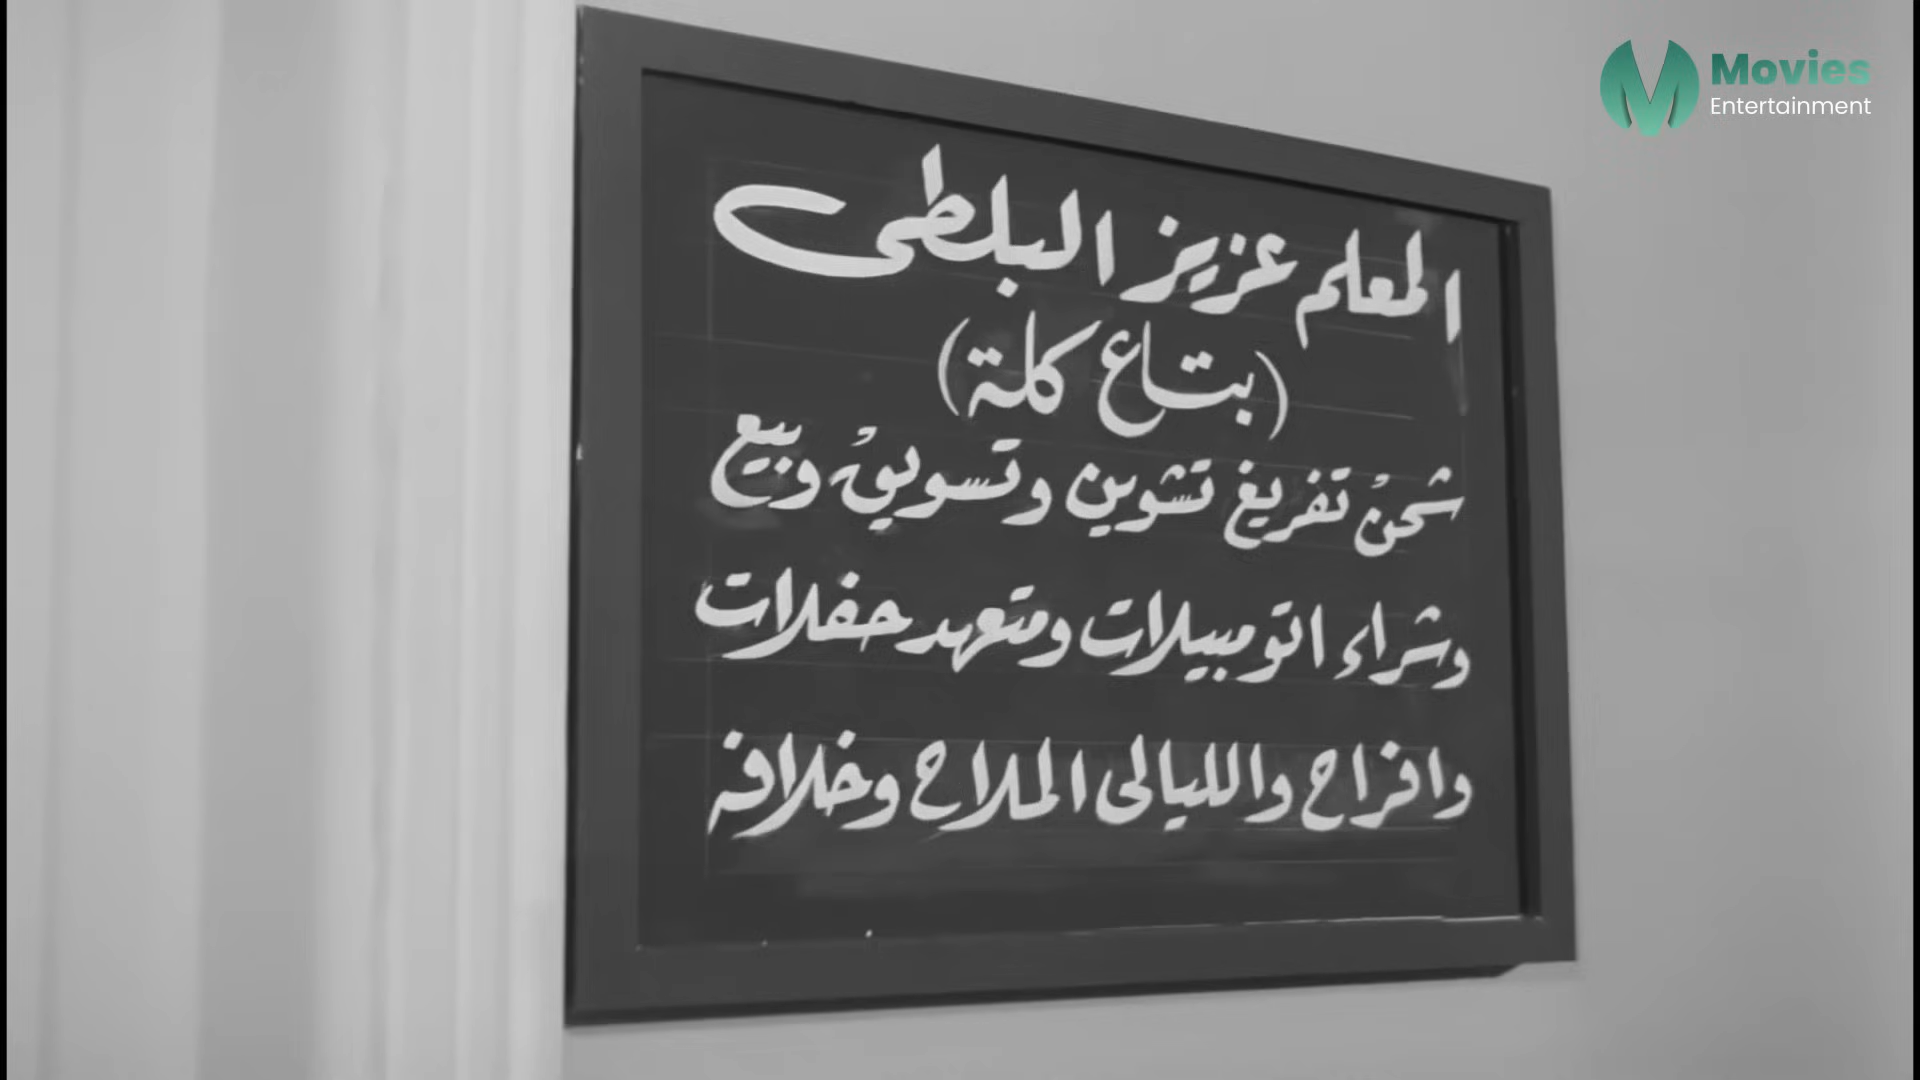 Movies
Entertainment
المعلم عزيز البلطى
(بتاع كلة)
شحن تفريغ تشوين وتسويق وبيع
وشراء اتومبيلات ومتعهد حفلات
وافراح والليالى الملاح وخلافه